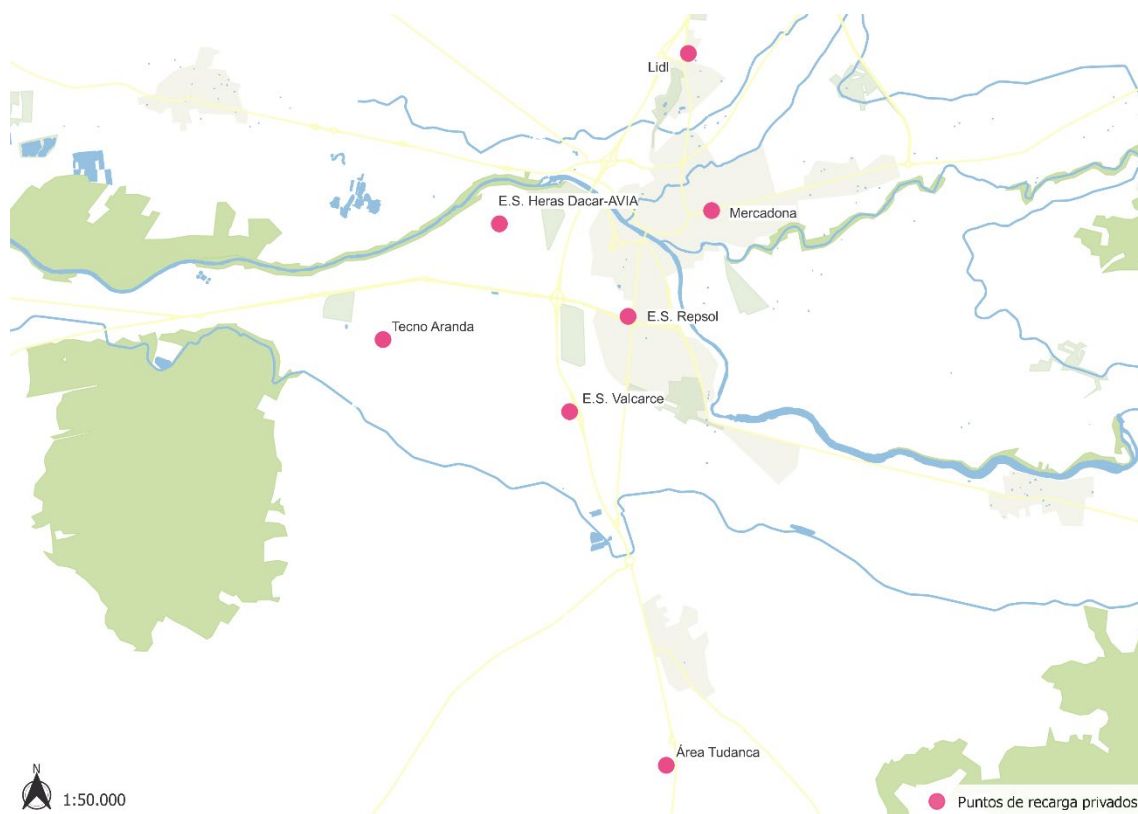 Lidl
E.S. Heras Dacar-AVIA
Mercadona
E.S. Repsol
Tecno Aranda
E.S. Valcarce
Área Tudanca
N
1:50.000
Puntos de recarga privados